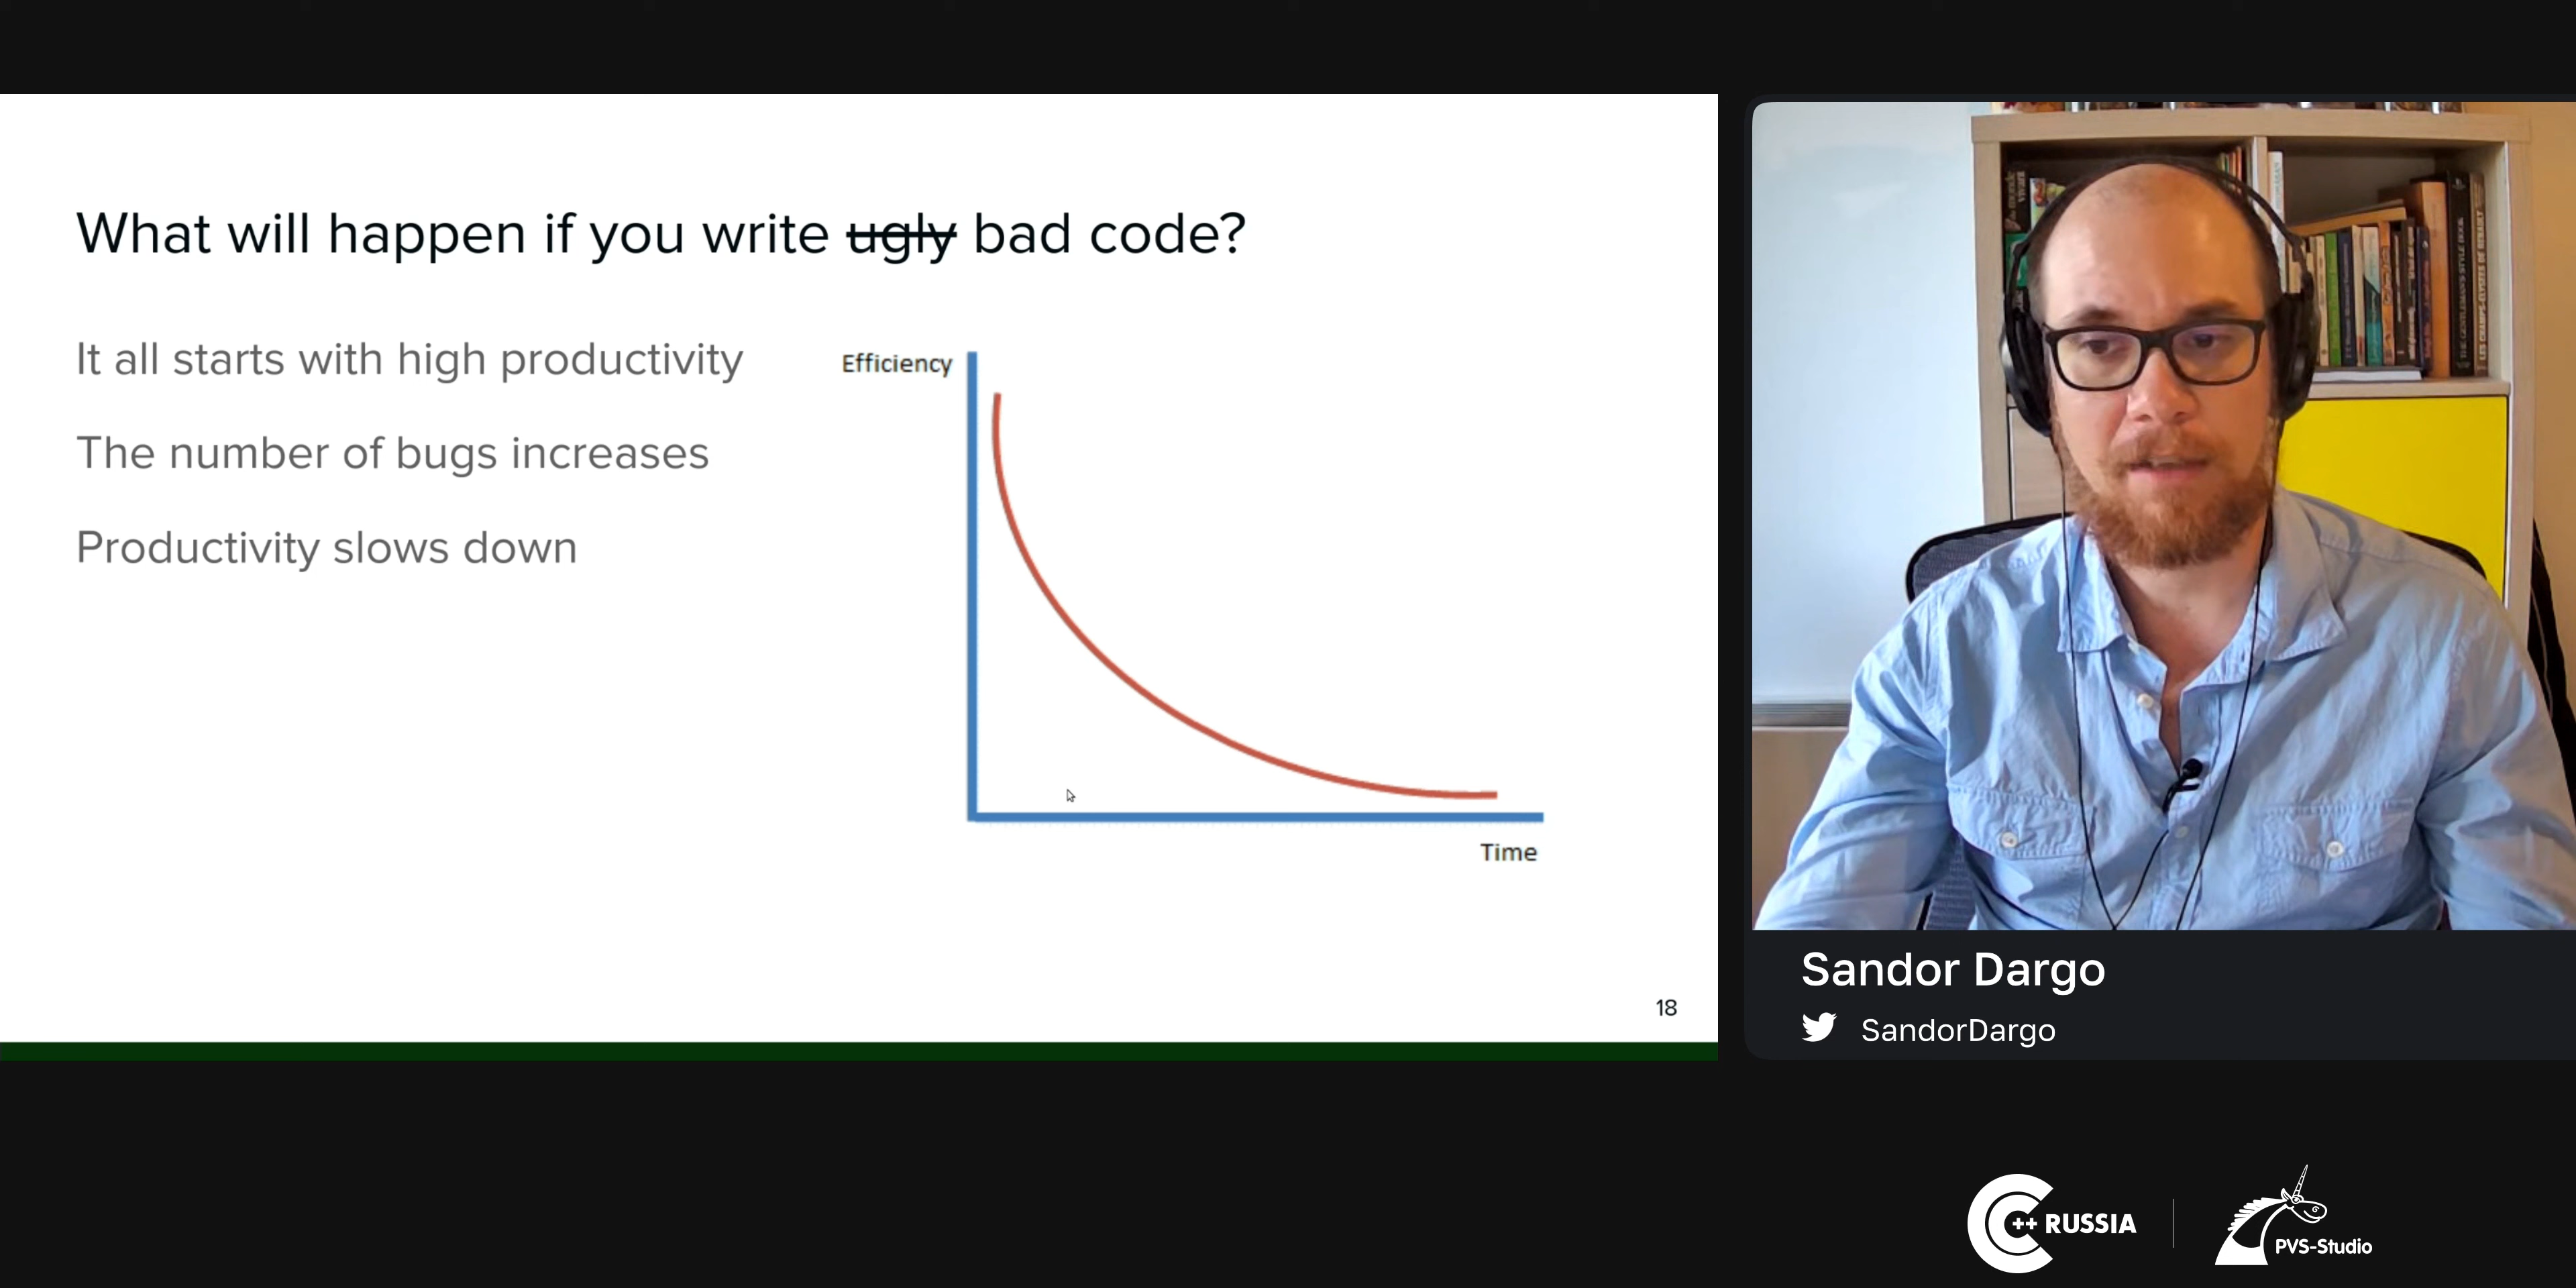 What will happen if you write ugly bad code?
It all starts with high productivity
The number of bugs increases
Productivity slows down
Efficiency
Time
18
Sandor Dargo
SandorDargo
C++ RUSSIA
PVS-Studio